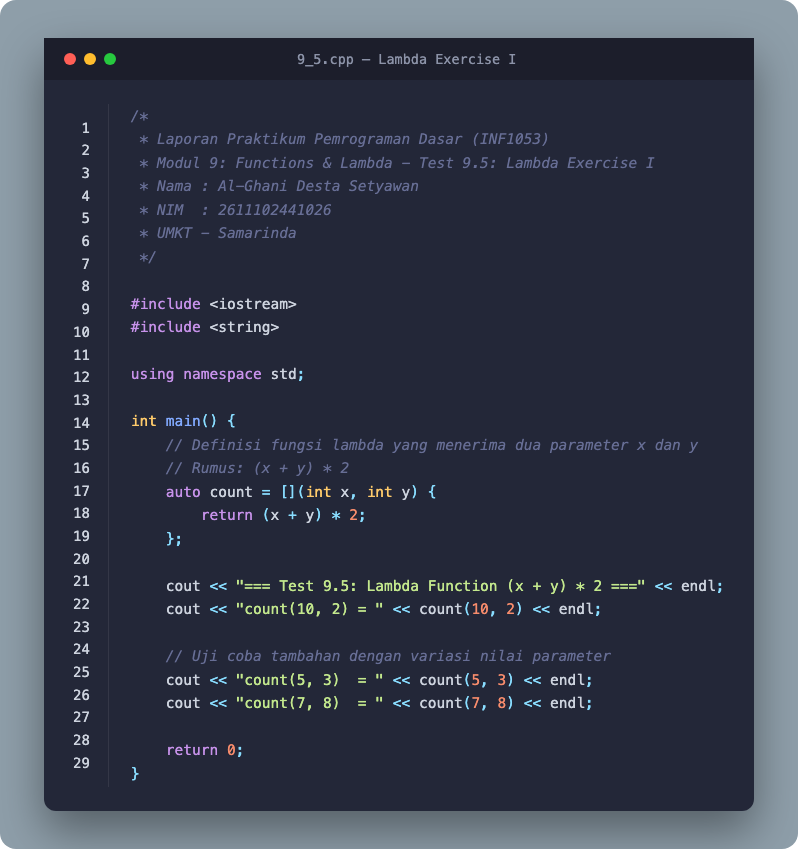 9_5.cpp — Lambda Exercise I
1 /*
2  * Laporan Praktikum Pemrograman Dasar (INF1053)
3  * Modul 9: Functions & Lambda - Test 9.5: Lambda Exercise I
4  * Nama : Al-Ghani Desta Setyawan
5  * NIM  : 2611102441026
6  * UMKT - Samarinda
7  */
8
9 #include <iostream>
10 #include <string>
11
12 using namespace std;
13
14 int main() {
15     // Definisi fungsi lambda yang menerima dua parameter x dan y
16     // Rumus: (x + y) * 2
17     auto count = [](int x, int y) {
18         return (x + y) * 2;
19     };
20
21     cout << "=== Test 9.5: Lambda Function (x + y) * 2 ===" << endl;
22     cout << "count(10, 2) = " << count(10, 2) << endl;
23
24     // Uji coba tambahan dengan variasi nilai parameter
25     cout << "count(5, 3)  = " << count(5, 3) << endl;
26     cout << "count(7, 8)  = " << count(7, 8) << endl;
27
28     return 0;
29 }